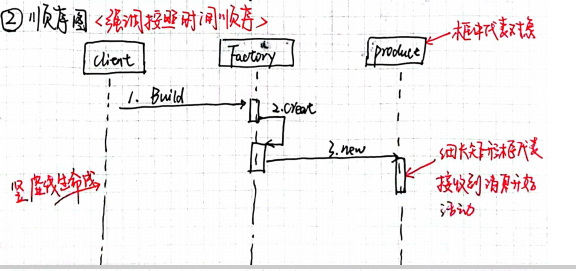 ② 顺序图 <强调按照时间顺序>
框中代表对象
client
Factory
product
1. Build
2. creat
3. new
竖虚线生命线
细长矩形框代表
接收到消息开始
活动